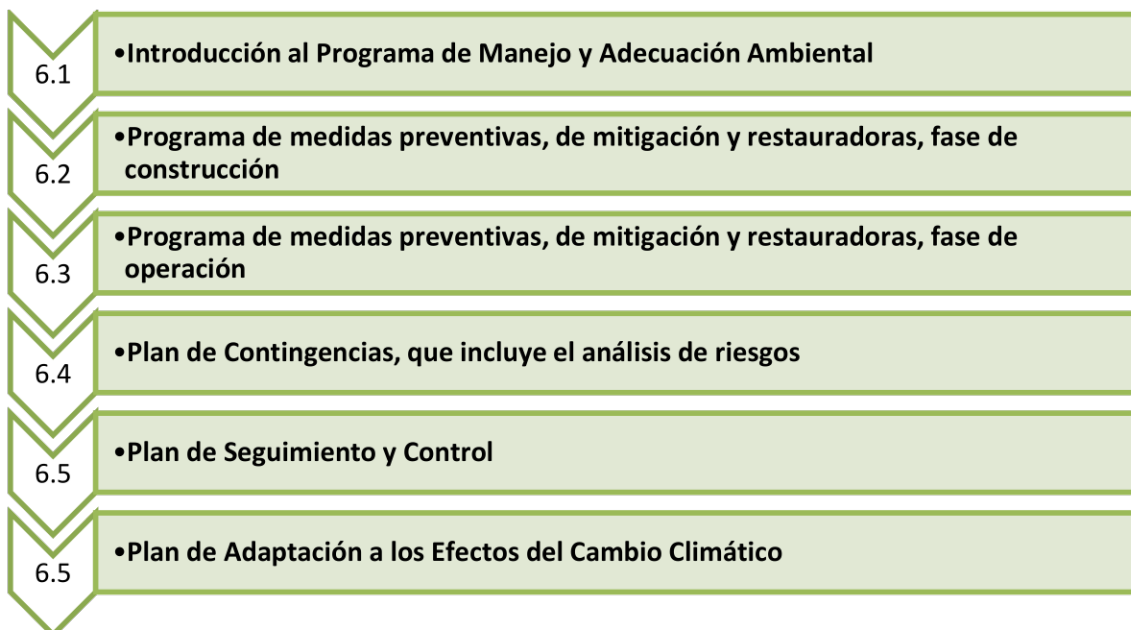 6.1
•Introducción al Programa de Manejo y Adecuación Ambiental
6.2
•Programa de medidas preventivas, de mitigación y restauradoras, fase de
construcción
6.3
•Programa de medidas preventivas, de mitigación y restauradoras, fase de
operación
6.4
•Plan de Contingencias, que incluye el análisis de riesgos
6.5
•Plan de Seguimiento y Control
6.5
•Plan de Adaptación a los Efectos del Cambio Climático